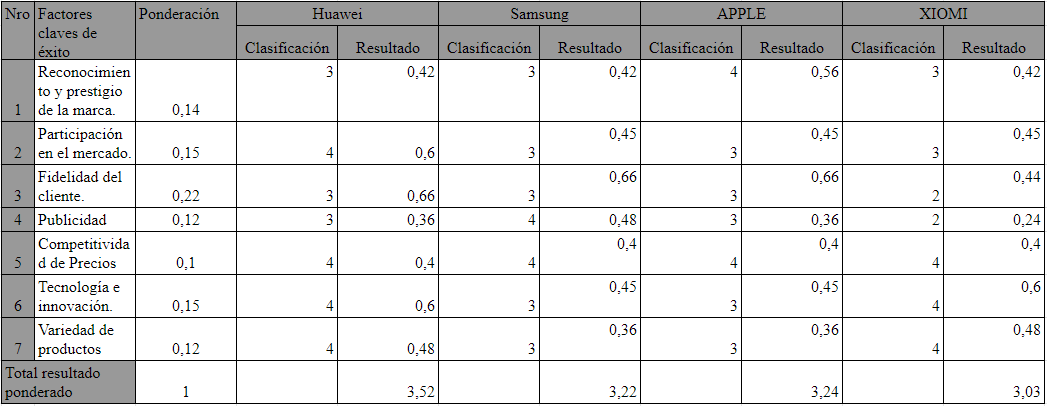 Nro Factores claves de éxito Ponderación Huawei Samsung APPLE XIOMI
Clasificación Resultado Clasificación Resultado Clasificación Resultado Clasificación Resultado
1 Reconocimien to y prestigio de la marca. 0,14 3 0,42 3 0,42 4 0,56 3 0,42
2 Participación en el mercado. 0,15 4 0,6 3 0,45 3 0,45 3 0,45
3 Fidelidad del cliente. 0,22 3 0,66 3 0,66 3 0,66 2 0,44
4 Publicidad 0,12 3 0,36 4 0,48 3 0,36 2 0,24
5 Competitivida d de Precios 0,1 4 0,4 4 0,4 4 0,4 4 0,4
6 Tecnología e innovación. 0,15 4 0,6 3 0,45 3 0,45 4 0,6
7 Variedad de productos 0,12 4 0,48 3 0,36 3 0,36 4 0,48
Total resultado ponderado 1 3,52 3,22 3,24 3,03